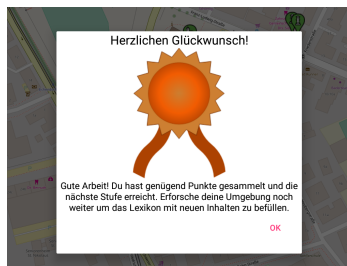 Herzlichen Glückwunsch!
Gute Arbeit! Du hast genügend Punkte gesammelt und die
nächste Stufe erreicht. Erforsche deine Umgebung noch
weiter um das Lexikon mit neuen Inhalten zu befüllen.
OK